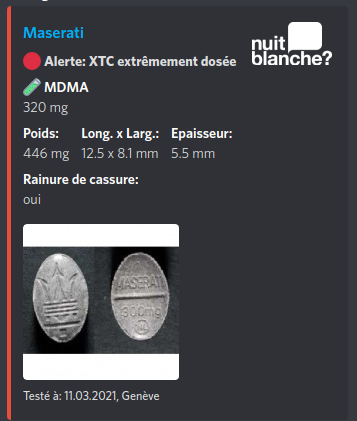 Maserati
nuit
blanche?
Alerte: XTC extrêmement dosée
MDMA
320 mg
Poids: Long. x Larg.: Epaisseur:
446 mg 12.5 x 8.1 mm 5.5 mm
Rainure de cassure:
oui
MASERATI
300mg
Testé à: 11.03.2021, Genève